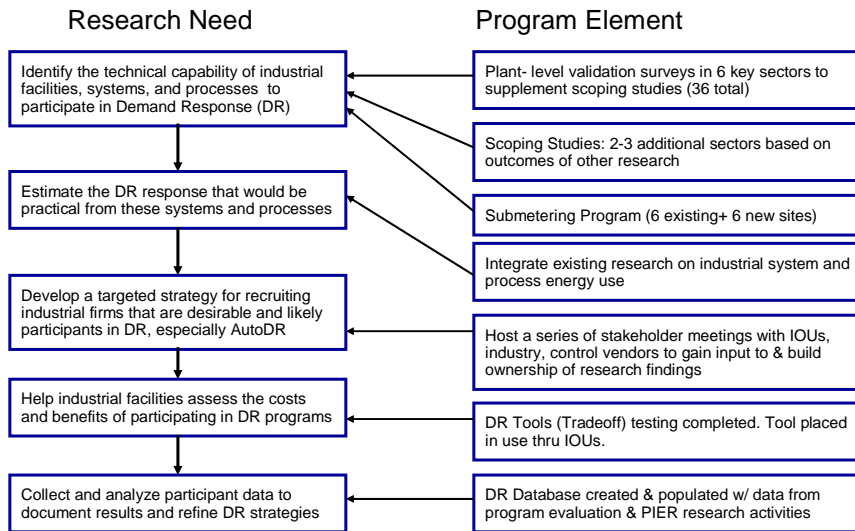 Research Need
Program Element
Identify the technical capability of industrial
facilities, systems, and processes to
participate in Demand Response (DR)
Estimate the DR response that would be
practical from these systems and processes
Develop a targeted strategy for recruiting
industrial firms that are desirable and likely
participants in DR, especially AutoDR
Help industrial facilities assess the costs
and benefits of participating in DR programs
Collect and analyze participant data to
document results and refine DR strategies
Plant- level validation surveys in 6 key sectors to
supplement scoping studies (36 total)
Scoping Studies: 2-3 additional sectors based on
outcomes of other research
Submetering Program (6 existing+ 6 new sites)
Integrate existing research on industrial system and
process energy use
Host a series of stakeholder meetings with IOUs,
industry, control vendors to gain input to & build
ownership of research findings
DR Tools (Tradeoff) testing completed. Tool placed
in use thru IOUs.
DR Database created & populated w/ data from
program evaluation & PIER research activities